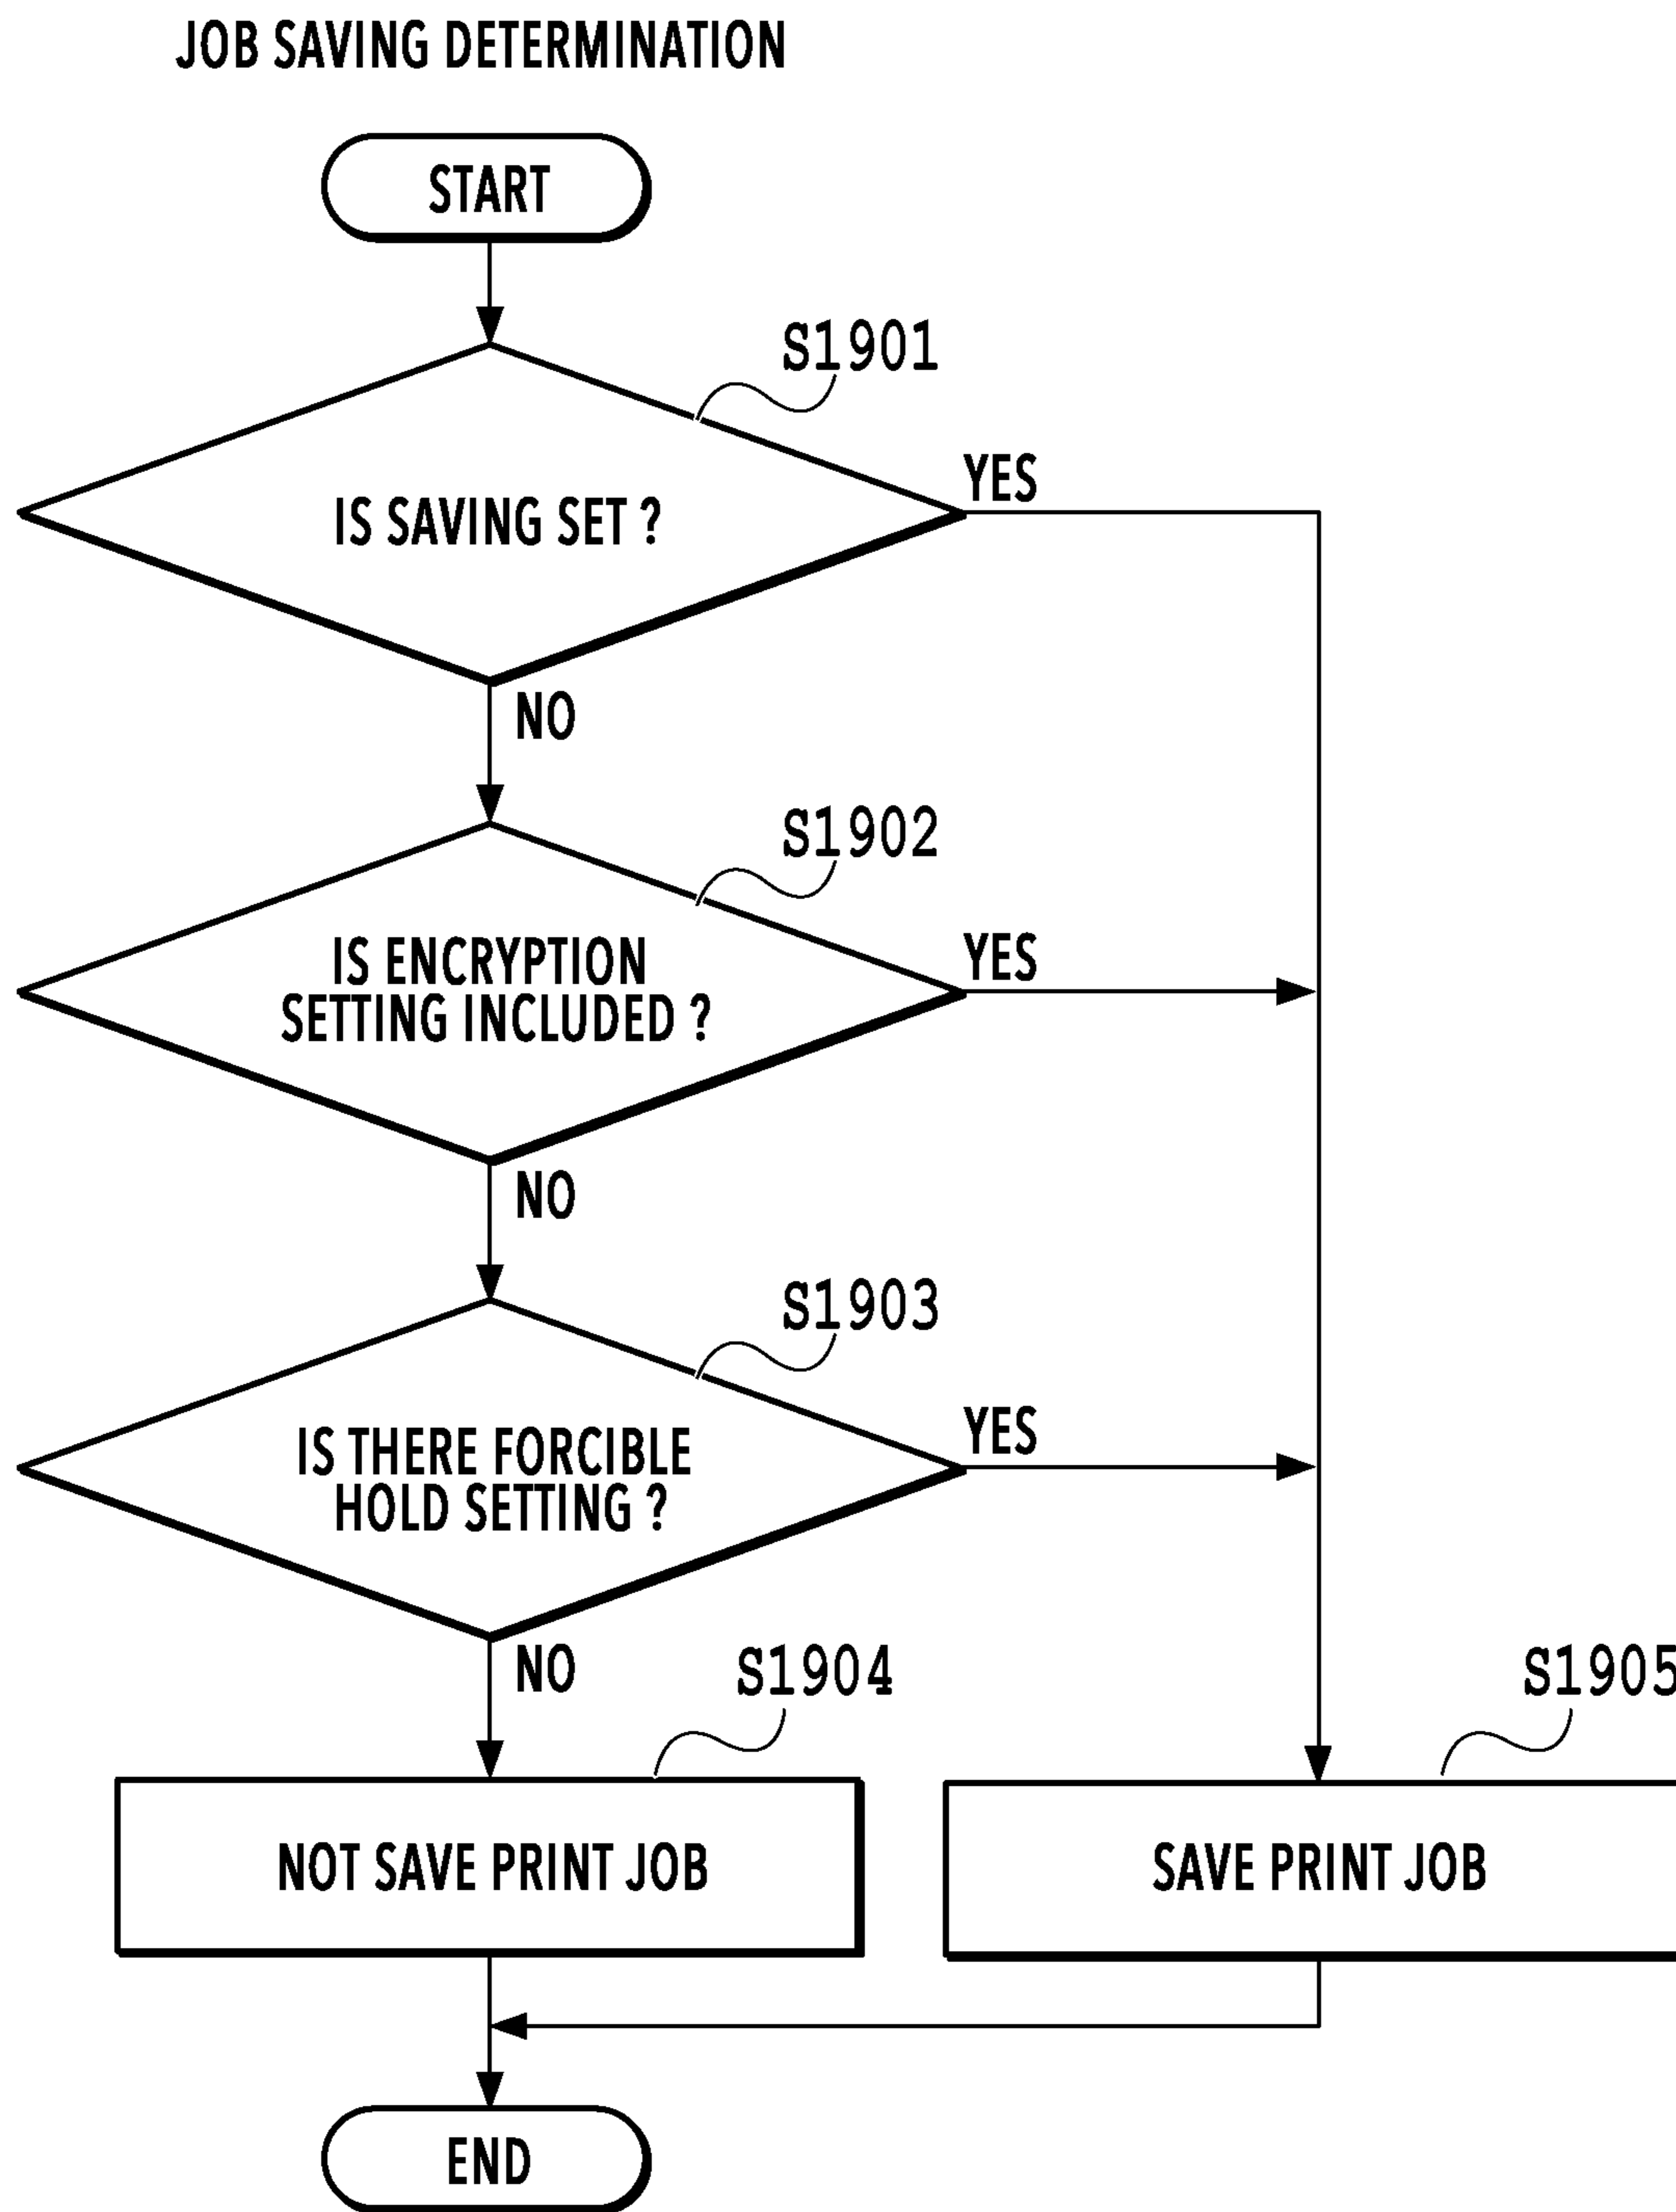 JOB SAVING DETERMINATION
START
S1901
IS SAVING SET ?
YES
NO
S1902
IS ENCRYPTION
SETTING INCLUDED ?
YES
NO
S1903
IS THERE FORCIBLE
HOLD SETTING ?
YES
NO
S1904
S1905
NOT SAVE PRINT JOB
SAVE PRINT JOB
END